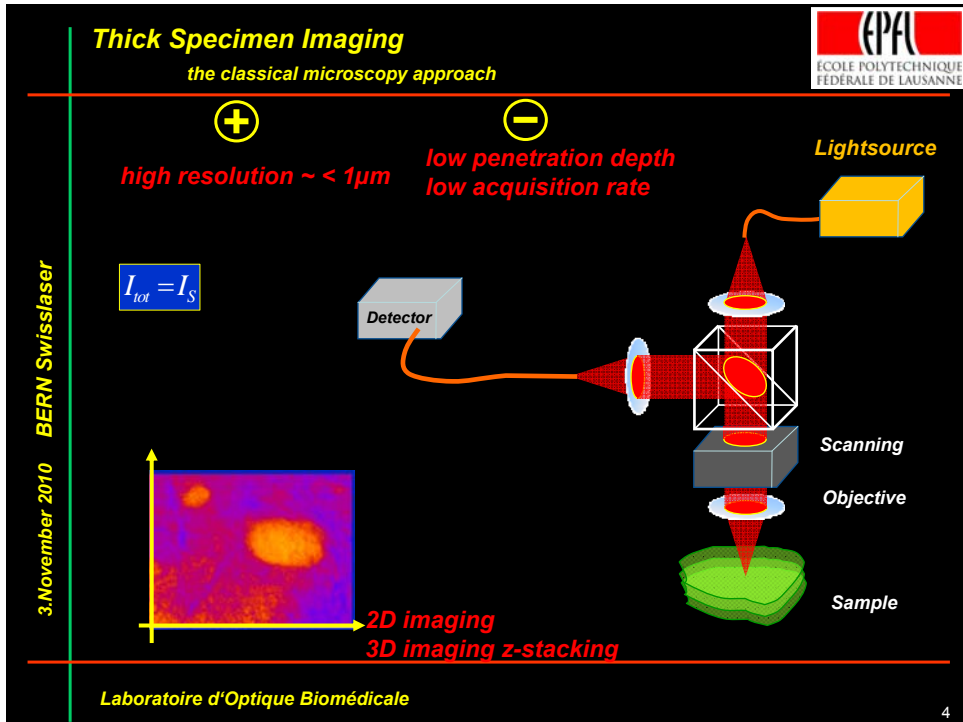 Thick Specimen Imaging
the classical microscopy approach
EPFL
ÉCOLE POLYTECHNIQUE
FÉDÉRALE DE LAUSANNE
+
−
high resolution ~ < 1µm
low penetration depth
low acquisition rate
Lightsource
I_tot = I_S
Detector
Scanning
Objective
Sample
2D imaging
3D imaging z-stacking
3.November 2010 BERN Swisslaser
Laboratoire d'Optique Biomédicale
4